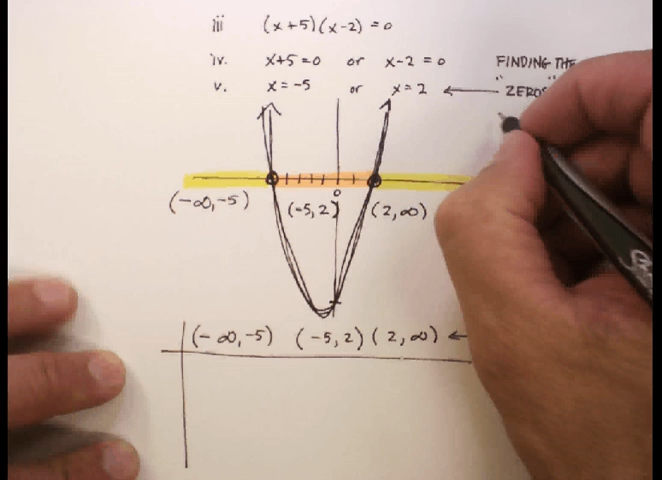 iii (x+5)(x-2)=0
iv. x+5=0 or x-2=0 FINDING THE
v. x=-5 or x=2 ← "ZEROS
0
(-∞,-5) (-5,2) (2,∞)
(-∞,-5) (-5,2) (2,∞) ←